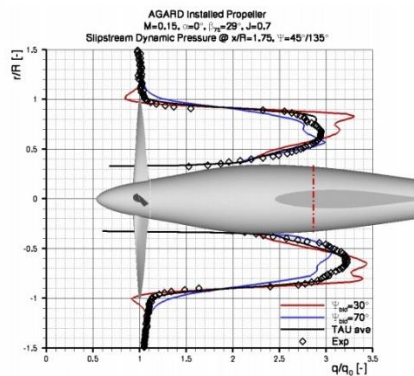 AGARD Installed Propeller
M=0.15, α=0°, β₇₅=29°, J=0.7
Slipstream Dynamic Pressure @ x/R=1.75, Ψ=45°/135°
r/R [-]
1.5
1
0.5
0
-0.5
-1
-1.5
Ψbld=30°
Ψbld=70°
TAU ave
Exp
0 0.5 1 1.5 2 2.5 3 3.5
q/q₀ [-]